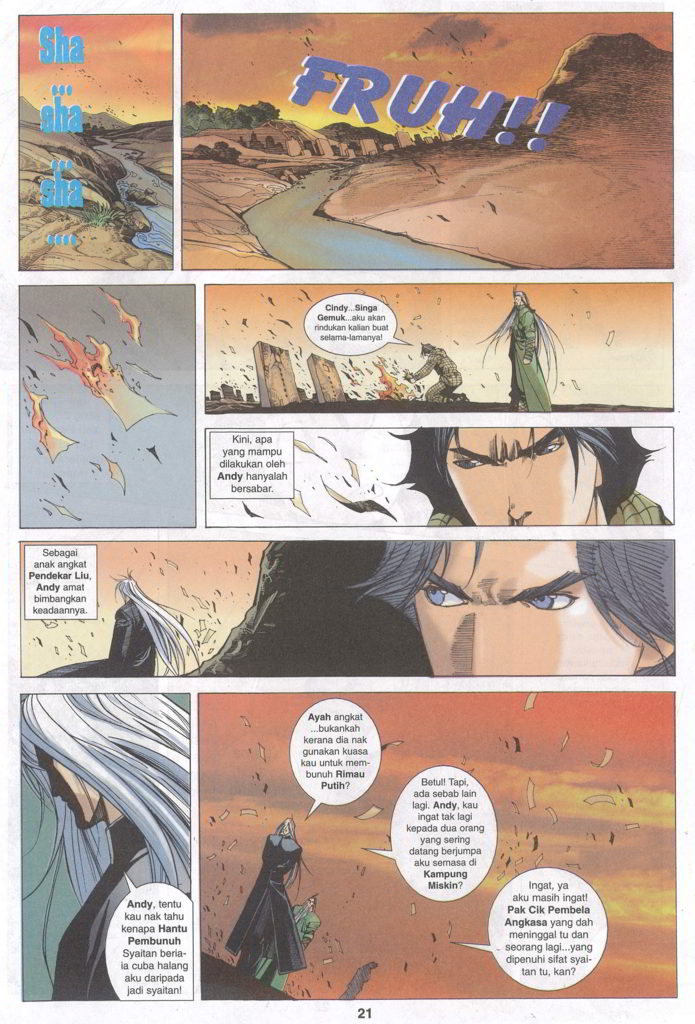 Sha
...
sha
...
sha
....
FRUH!!
Cindy...Singa
Gemuk...aku akan
rindukan kalian buat
selama-lamanya!
Kini, apa
yang mampu
dilakukan oleh
Andy hanyalah
bersabar.
Sebagai
anak angkat
Pendekar Liu,
Andy amat
bimbangkan
keadaannya.
Andy, tentu
kau nak tahu
kenapa Hantu
Pembunuh
Syaitan beria-
ia cuba halang
aku daripada
jadi syaitan!
Ayah angkat
...bukankah
kerana dia nak
gunakan kuasa
kau untuk mem-
bunuh Rimau
Putih?
Betul! Tapi,
ada sebab lain
lagi. Andy, kau
ingat tak lagi
kepada dua orang
yang sering
datang berjumpa
aku semasa di
Kampung
Miskin?
Ingat, ya
aku masih ingat!
Pak Cik Pembela
Angkasa yang dah
meninggal tu dan
seorang lagi...yang
dipenuhi sifat syai-
tan tu, kan?
21